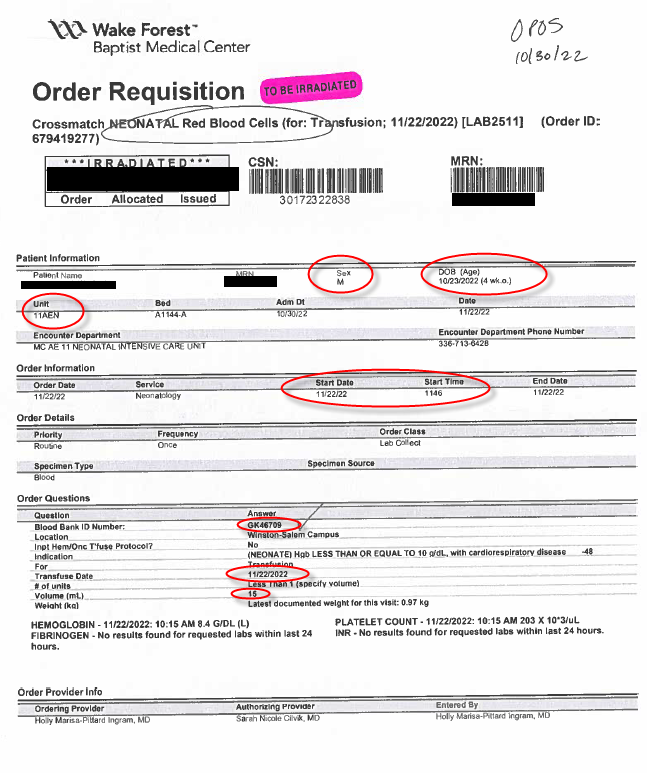 Wake Forest™
Baptist Medical Center
O POS
10/30/22
Order Requisition
TO BE IRRADIATED
Crossmatch NEONATAL Red Blood Cells (for: Transfusion; 11/22/2022) [LAB2511] (Order ID:
679419277)
***IRRADIATED*** CSN: MRN:
30172322838
Order Allocated Issued
Patient Information
Patient Name MRN Sex DOB (Age)
M 10/23/2022 (4 wk.o.)
Unit Bed Adm Dt Date
11AEN A1144-A 10/30/22 11/22/22
Encounter Department Encounter Department Phone Number
MC AE 11 NEONATAL INTENSIVE CARE UNIT 336-713-6428
Order Information
Order Date Service Start Date Start Time End Date
11/22/22 Neonatology 11/22/22 1146 11/22/22
Order Details
Priority Frequency Order Class
Routine Once Lab Collect
Specimen Type Specimen Source
Blood
Order Questions
Question Answer
Blood Bank ID Number: GK46709
Location Winston-Salem Campus
Inpt Hem/Onc T'fuse Protocol? No
Indication (NEONATE) Hgb LESS THAN OR EQUAL TO 10 g/dL, with cardiorespiratory disease -48
For Transfusion
Transfuse Date 11/22/2022
# of units Less Than 1 (specify volume)
Volume (mL) 15
Weight (kg) Latest documented weight for this visit: 0.97 kg
HEMOGLOBIN - 11/22/2022: 10:15 AM 8.4 G/DL (L) PLATELET COUNT - 11/22/2022: 10:15 AM 203 X 10*3/uL
FIBRINOGEN - No results found for requested labs within last 24 INR - No results found for requested labs within last 24 hours.
hours.
Order Provider Info
Ordering Provider Authorizing Provider Entered By
Holly Marisa-Pittard Ingram, MD Sarah Nicole Cilvik, MD Holly Marisa-Pittard Ingram, MD